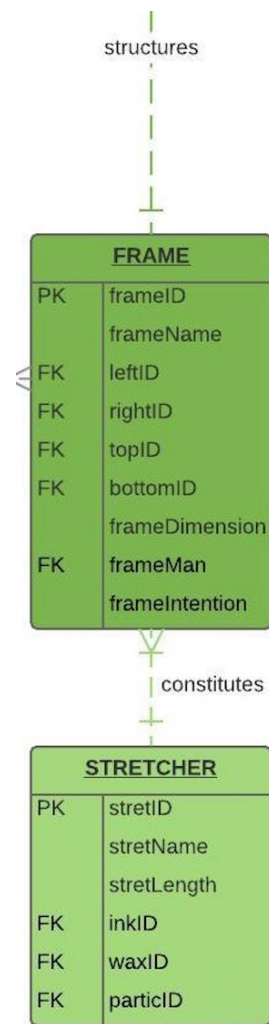 structures
FRAME
PK frameID
frameName
FK leftID
FK rightID
FK topID
FK bottomID
frameDimension
FK frameMan
frameIntention
constitutes
STRETCHER
PK stretID
stretName
stretLength
FK inkID
FK waxID
FK particID